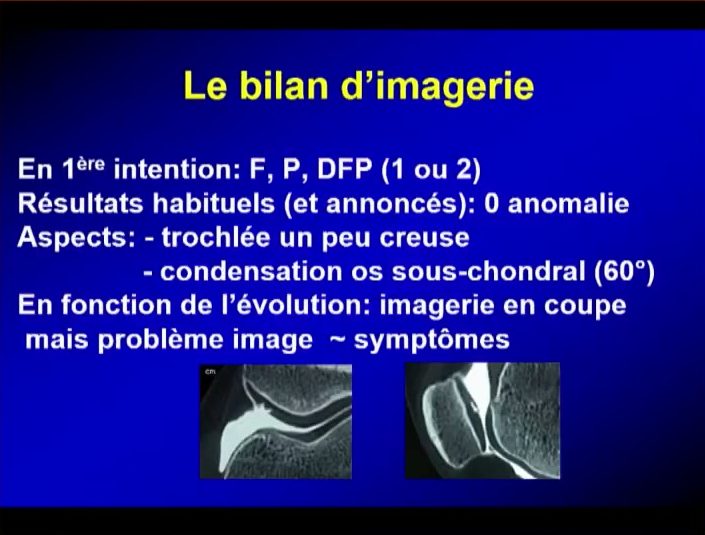 Le bilan d'imagerie
En 1ère intention: F, P, DFP (1 ou 2)
Résultats habituels (et annoncés): 0 anomalie
Aspects: - trochlée un peu creuse
- condensation os sous-chondral (60°)
En fonction de l'évolution: imagerie en coupe
mais problème image ~ symptômes
cm